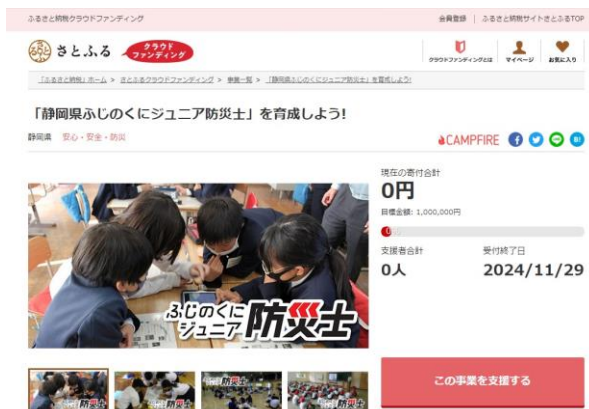 ふるさと納税クラウドファンディング
会員登録 | ふるさと納税サイトさとふるTOP
さとふる クラウドファンディング
クラウドファンディングとは マイページ お気に入り
「ふるさと納税」ホーム > さとふるクラウドファンディング > 事業一覧 > 「静岡県ふじのくにジュニア防災士」を育成しよう!
「静岡県ふじのくにジュニア防災士」を育成しよう!
静岡県 安心・安全・防災
CAMPFIRE
現在の寄付合計
0円
目標金額: 1,000,000円
支援者合計 受付終了日
0人 2024/11/29
ふじのくに
ジュニア 防災士
この事業を支援する